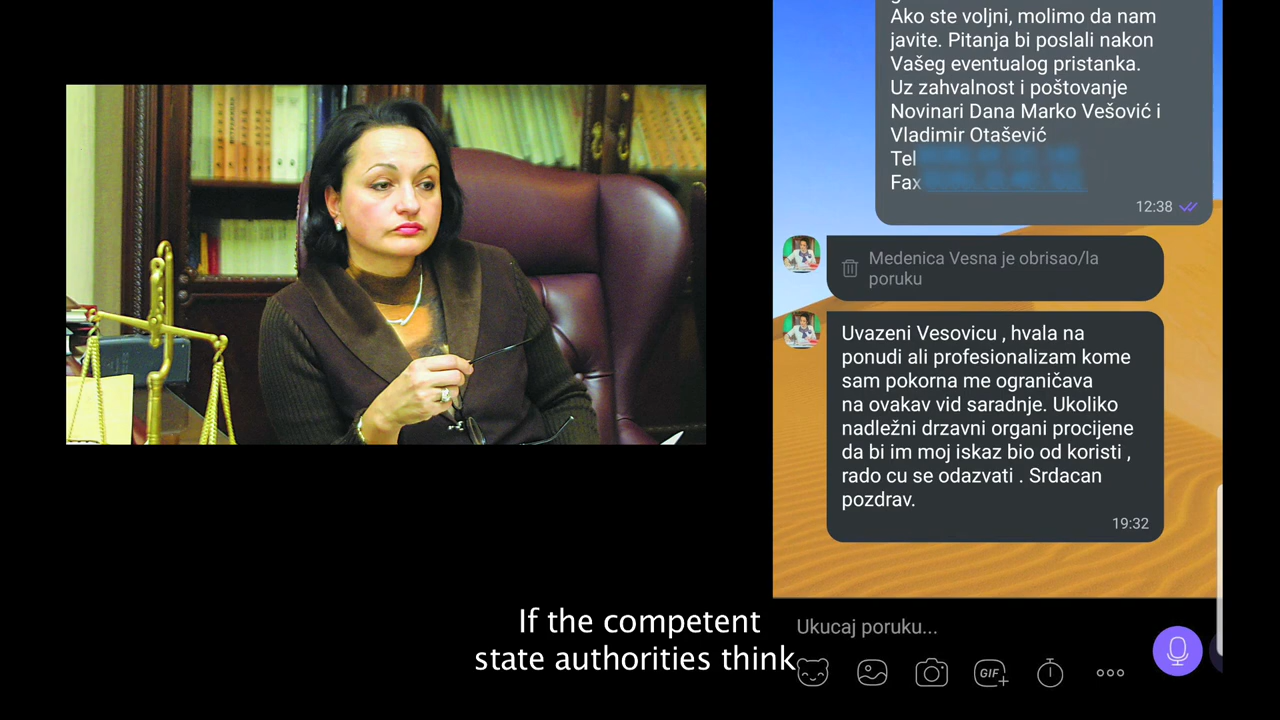 Ako ste voljni, molimo da nam
javite. Pitanja bi poslali nakon
Vašeg eventualog pristanka.
Uz zahvalnost i poštovanje
Novinari Dana Marko Vešović i
Vladimir Otašević
Tel
Fax
12:38
Medenica Vesna je obrisao/la
poruku
Uvazeni Vesovicu , hvala na
ponudi ali profesionalizam kome
sam pokorna me ograničava
na ovakav vid saradnje. Ukoliko
nadležni drzavni organi procijene
da bi im moj iskaz bio od koristi ,
rado cu se odazvati . Srdacan
pozdrav.
19:32
If the competent
state authorities think
Ukucaj poruku...
GIF